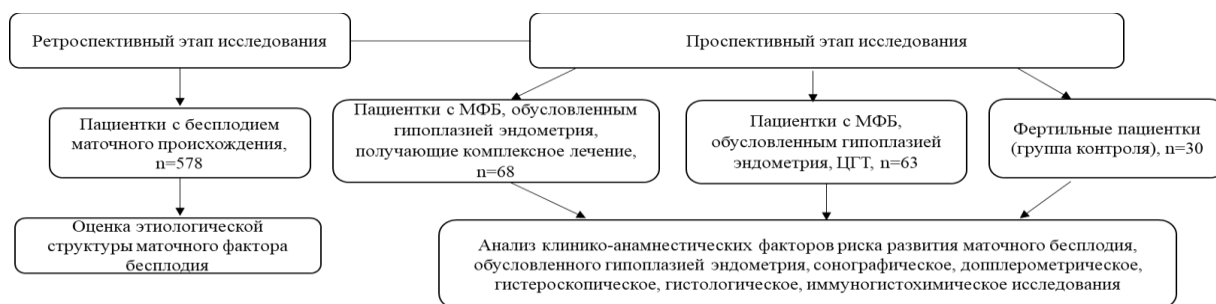 Ретроспективный этап исследования
Проспективный этап исследования
Пациентки с бесплодием
маточного происхождения,
n=578
Пациентки с МФБ, обусловленным
гипоплазией эндометрия,
получающие комплексное лечение,
n=68
Пациентки с МФБ,
обусловленным гипоплазией
эндометрия, ЦГТ, n=63
Фертильные пациентки
(группа контроля), n=30
Оценка этиологической
структуры маточного фактора
бесплодия
Анализ клинико-анамнестических факторов риска развития маточного бесплодия,
обусловленного гипоплазией эндометрия, сонографическое, допплерометрическое,
гистероскопическое, гистологическое, иммуногистохимическое исследования